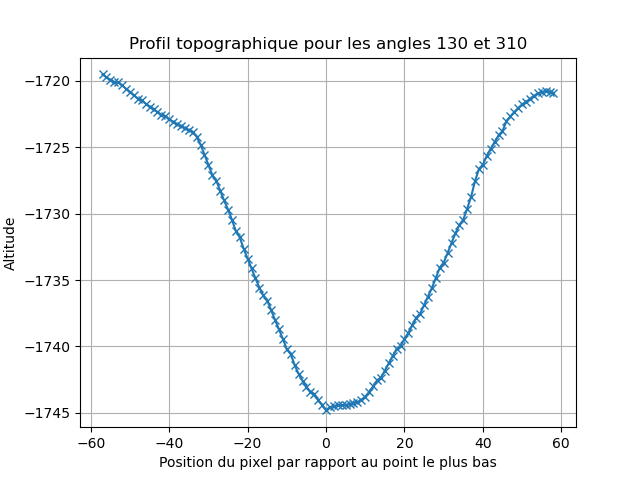 Profil topographique pour les angles 130 et 310
Altitude
−1720
−1725
−1730
−1735
−1740
−1745
−60 −40 −20 0 20 40 60
Position du pixel par rapport au point le plus bas